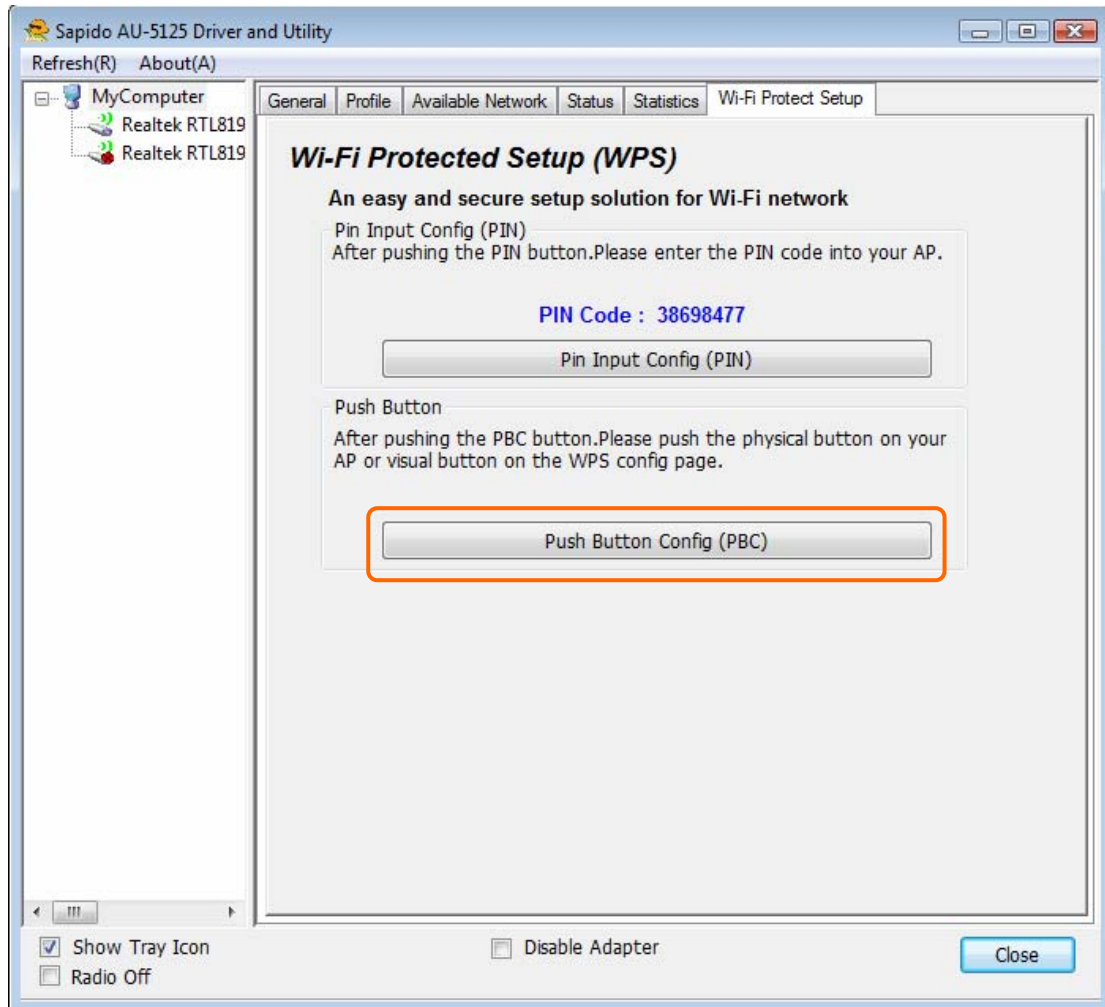 Sapido AU-5125 Driver and Utility
Refresh(R) About(A)
MyComputer
Realtek RTL819
Realtek RTL819
General Profile Available Network Status Statistics Wi-Fi Protect Setup
Wi-Fi Protected Setup (WPS)
An easy and secure setup solution for Wi-Fi network
Pin Input Config (PIN)
After pushing the PIN button.Please enter the PIN code into your AP.
PIN Code : 38698477
Pin Input Config (PIN)
Push Button
After pushing the PBC button.Please push the physical button on your
AP or visual button on the WPS config page.
Push Button Config (PBC)
Show Tray Icon
Radio Off
Disable Adapter
Close